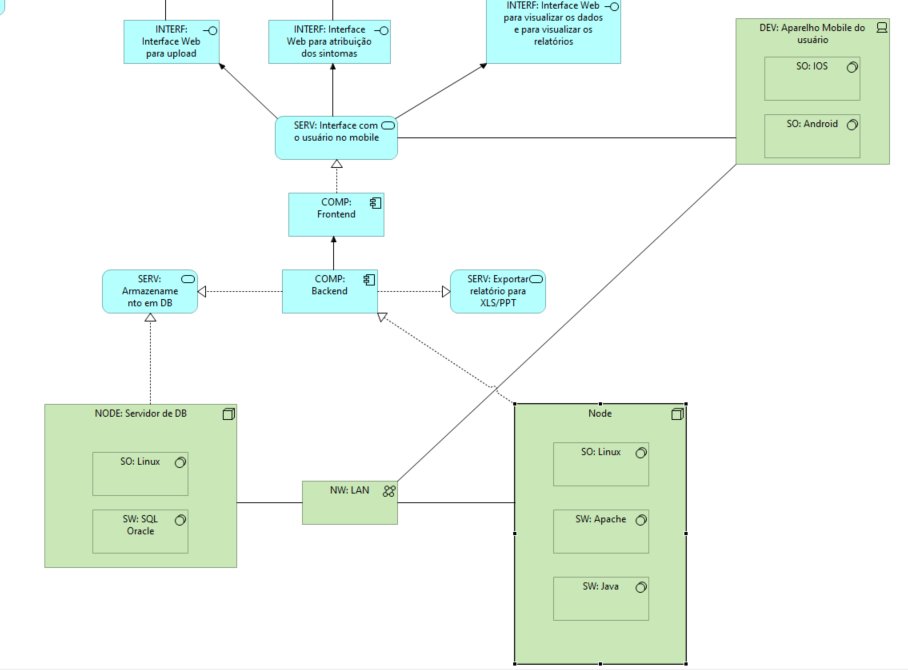 INTERF:
Interface Web
para upload
INTERF: Interface
Web para atribuição
dos sintomas
INTERF: Interface Web
para visualizar os dados
e para visualizar os
relatórios
DEV: Aparelho Mobile do
usuário
SO: IOS
SO: Android
SERV: Interface com
o usuário no mobile
COMP:
Frontend
SERV:
Armazename
nto em DB
COMP:
Backend
SERV: Exportar
relatório para
XLS/PPT
NODE: Servidor de DB
SO: Linux
SW: SQL
Oracle
NW: LAN
Node
SO: Linux
SW: Apache
SW: Java